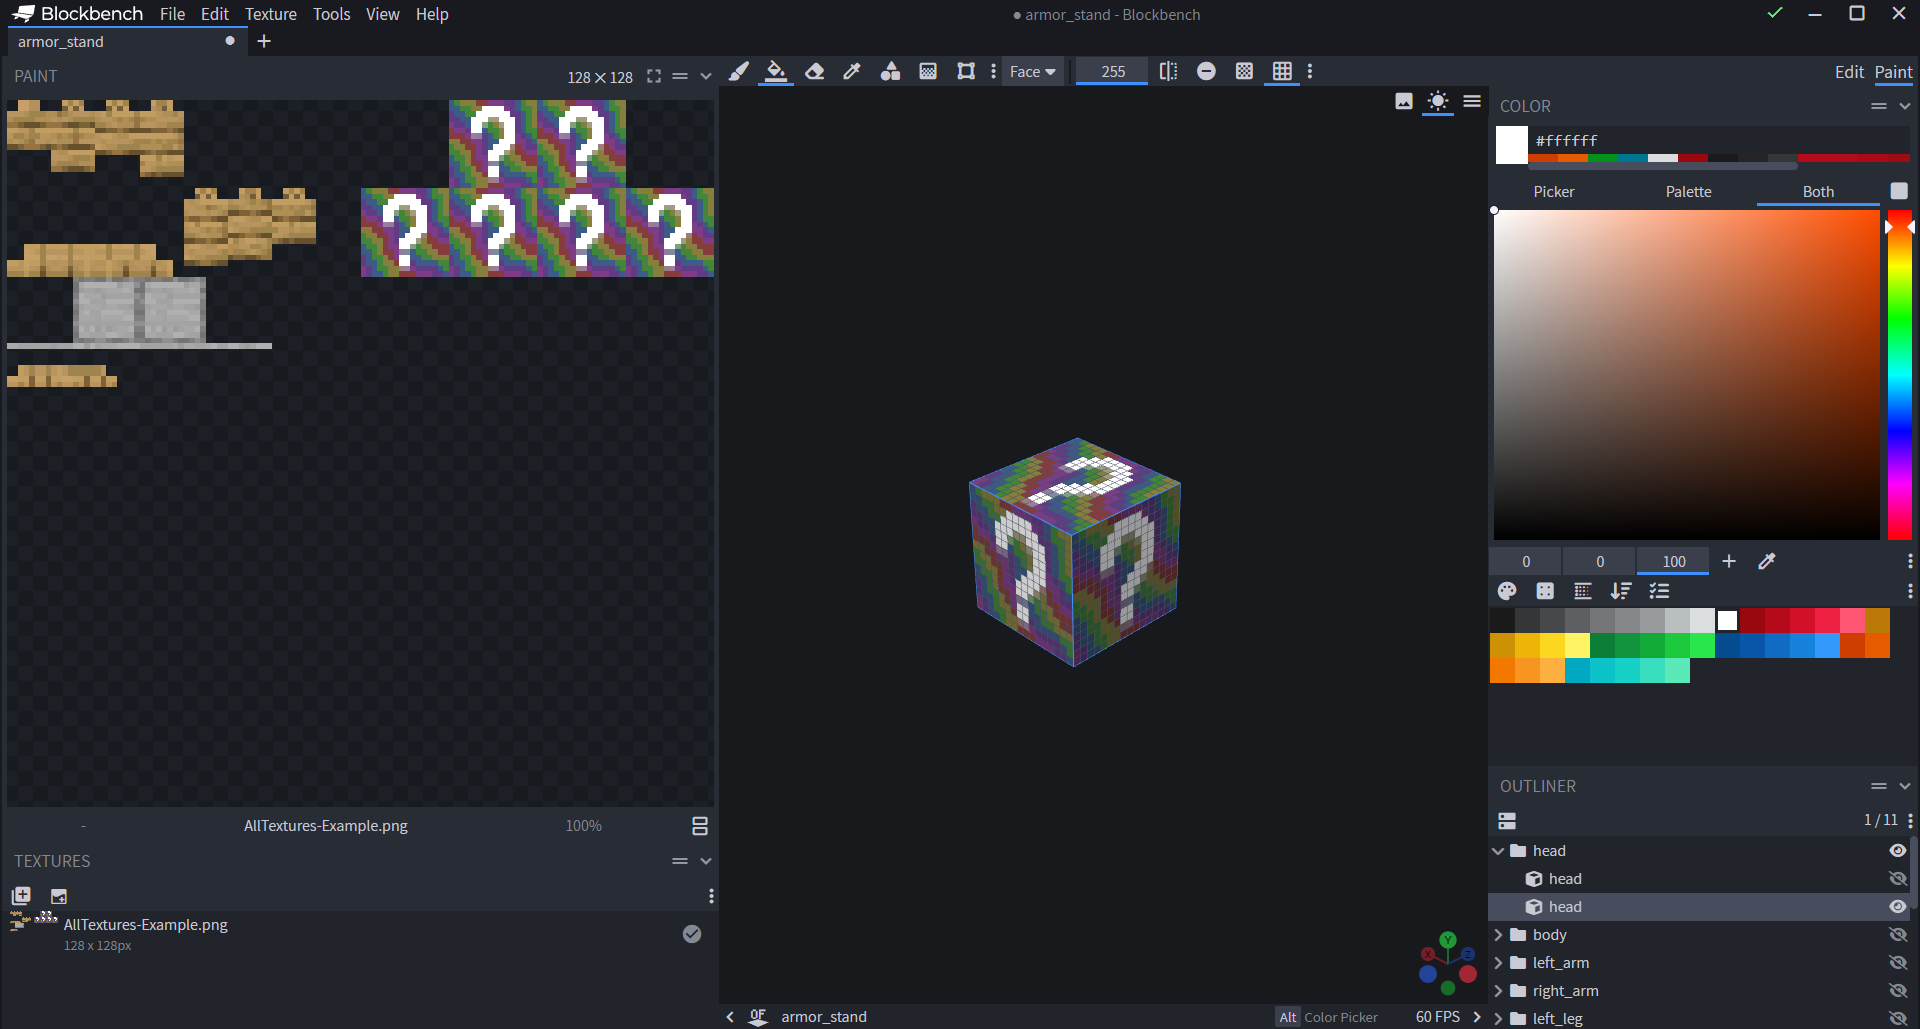 Blockbench File Edit Texture Tools View Help
armor_stand - Blockbench
armor_stand
PAINT
128 × 128
Face
255
Edit Paint
COLOR
#ffffff
Picker Palette Both
0 0 100
- AllTextures-Example.png 100%
TEXTURES
AllTextures-Example.png
128 x 128px
? ? ? ? ? ?
? ? ?
Y
X
Z
OF armor_stand
Alt Color Picker 60 FPS
OUTLINER
1 / 11
head
head
head
body
left_arm
right_arm
left_leg